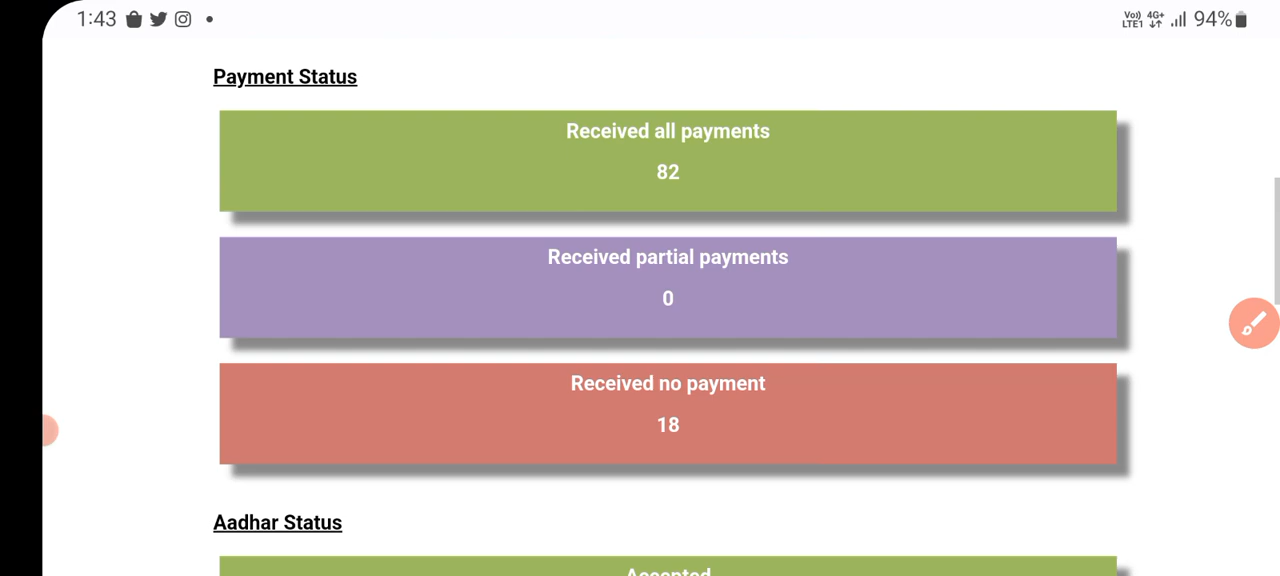 1:43
Vo)) 4G+
LTE1 94%
Payment Status
Received all payments
82
Received partial payments
0
Received no payment
18
Aadhar Status
Accepted